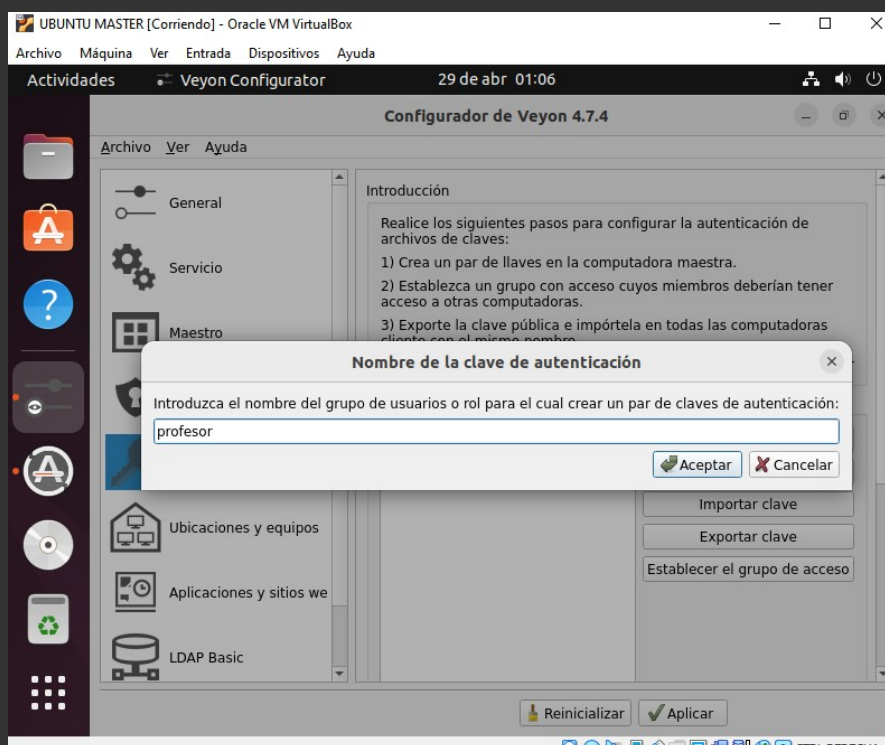 UBUNTU MASTER [Corriendo] - Oracle VM VirtualBox
Archivo Máquina Ver Entrada Dispositivos Ayuda
Actividades Veyon Configurator 29 de abr 01:06
Configurador de Veyon 4.7.4
Archivo Ver Ayuda
General
Servicio
Maestro
Ubicaciones y equipos
Aplicaciones y sitios we
LDAP Basic
Introducción
Realice los siguientes pasos para configurar la autenticación de
archivos de claves:
1) Crea un par de llaves en la computadora maestra.
2) Establezca un grupo con acceso cuyos miembros deberían tener
acceso a otras computadoras.
3) Exporte la clave pública e impórtela en todas las computadoras
cliente con el mismo nombre.
Nombre de la clave de autenticación
Introduzca el nombre del grupo de usuarios o rol para el cual crear un par de claves de autenticación:
profesor
Aceptar Cancelar
Importar clave
Exportar clave
Establecer el grupo de acceso
Reinicializar Aplicar